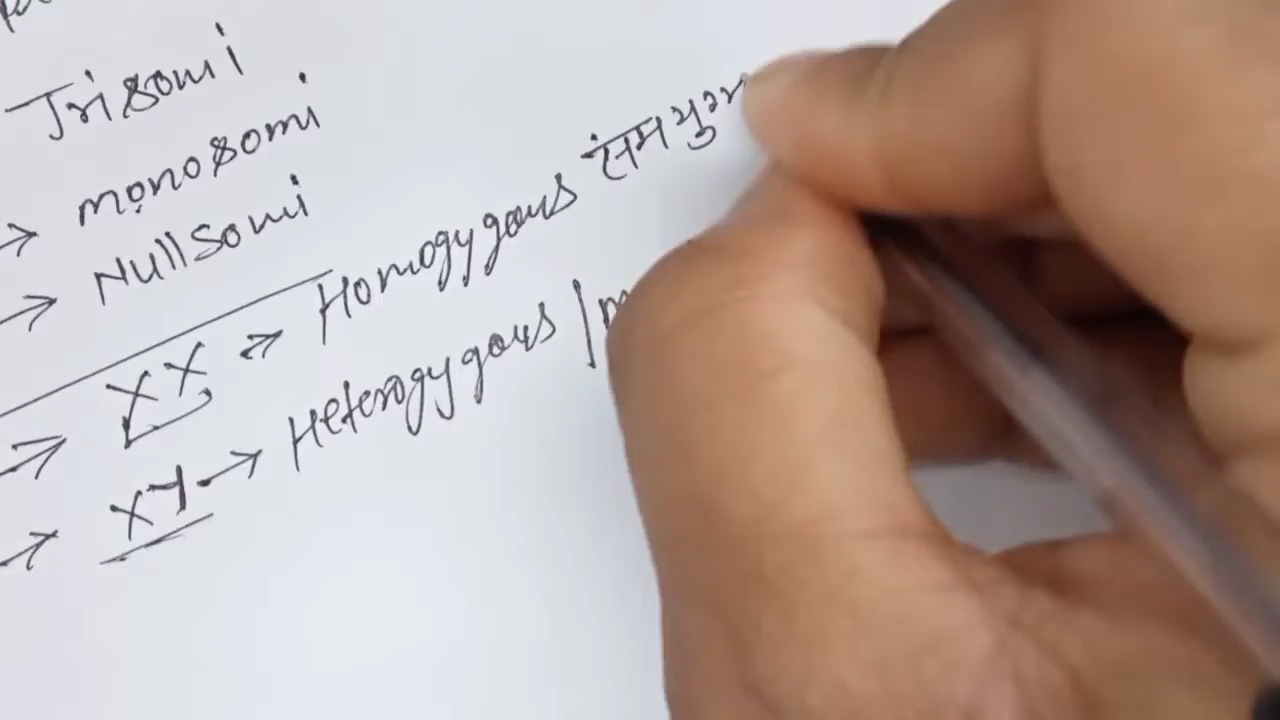 Trisomi
→ monosomi
→ Nullsomi
→ XX → Homogygous समयुग्म
→ XY → Heterogygous /